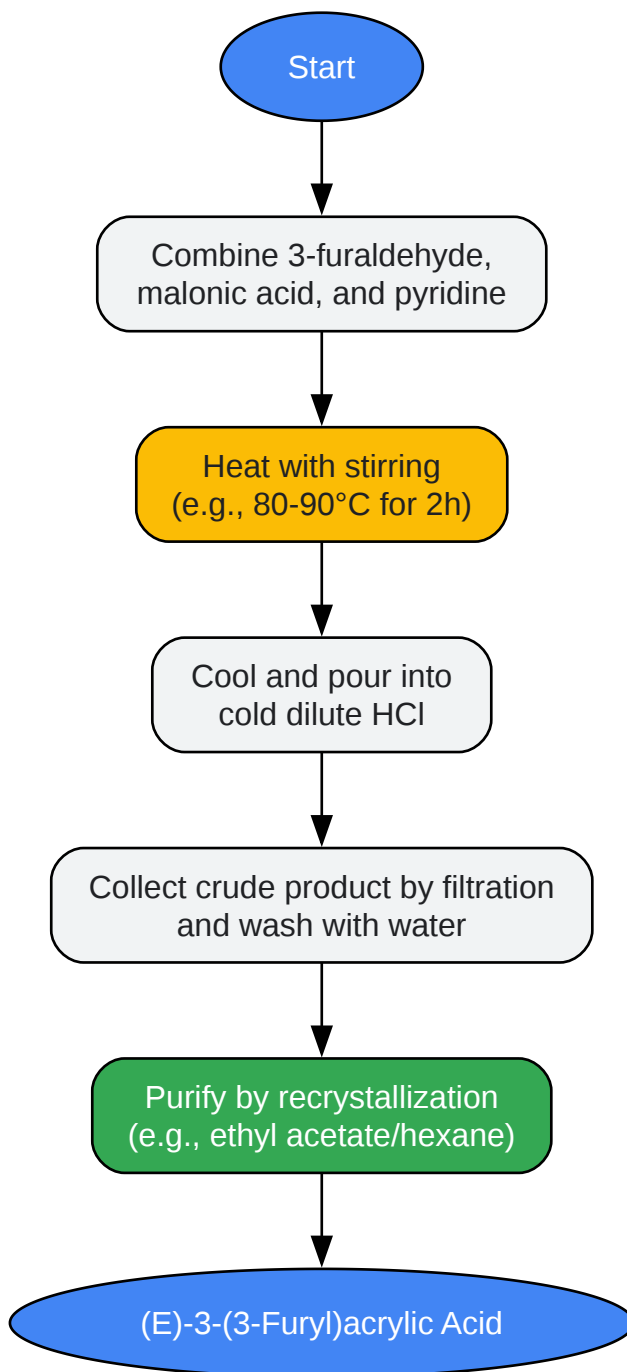 Start
Combine 3-furaldehyde,
malonic acid, and pyridine
Heat with stirring
(e.g., 80-90°C for 2h)
Cool and pour into
cold dilute HCl
Collect crude product by filtration
and wash with water
Purify by recrystallization
(e.g., ethyl acetate/hexane)
(E)-3-(3-Furyl)acrylic Acid